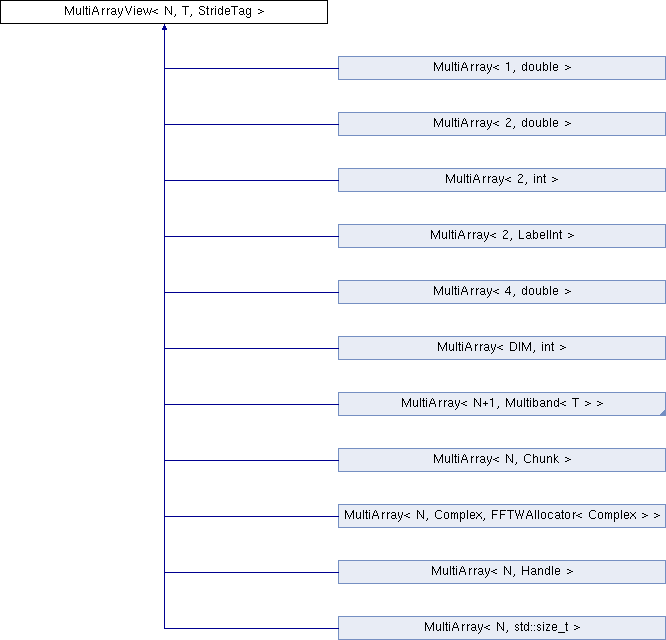 MultiArrayView< N, T, StrideTag >
MultiArray< 1, double >
MultiArray< 2, double >
MultiArray< 2, int >
MultiArray< 2, LabelInt >
MultiArray< 4, double >
MultiArray< DIM, int >
MultiArray< N+1, Multiband< T > >
MultiArray< N, Chunk >
MultiArray< N, Complex, FFTWAllocator< Complex > >
MultiArray< N, Handle >
MultiArray< N, std::size_t >